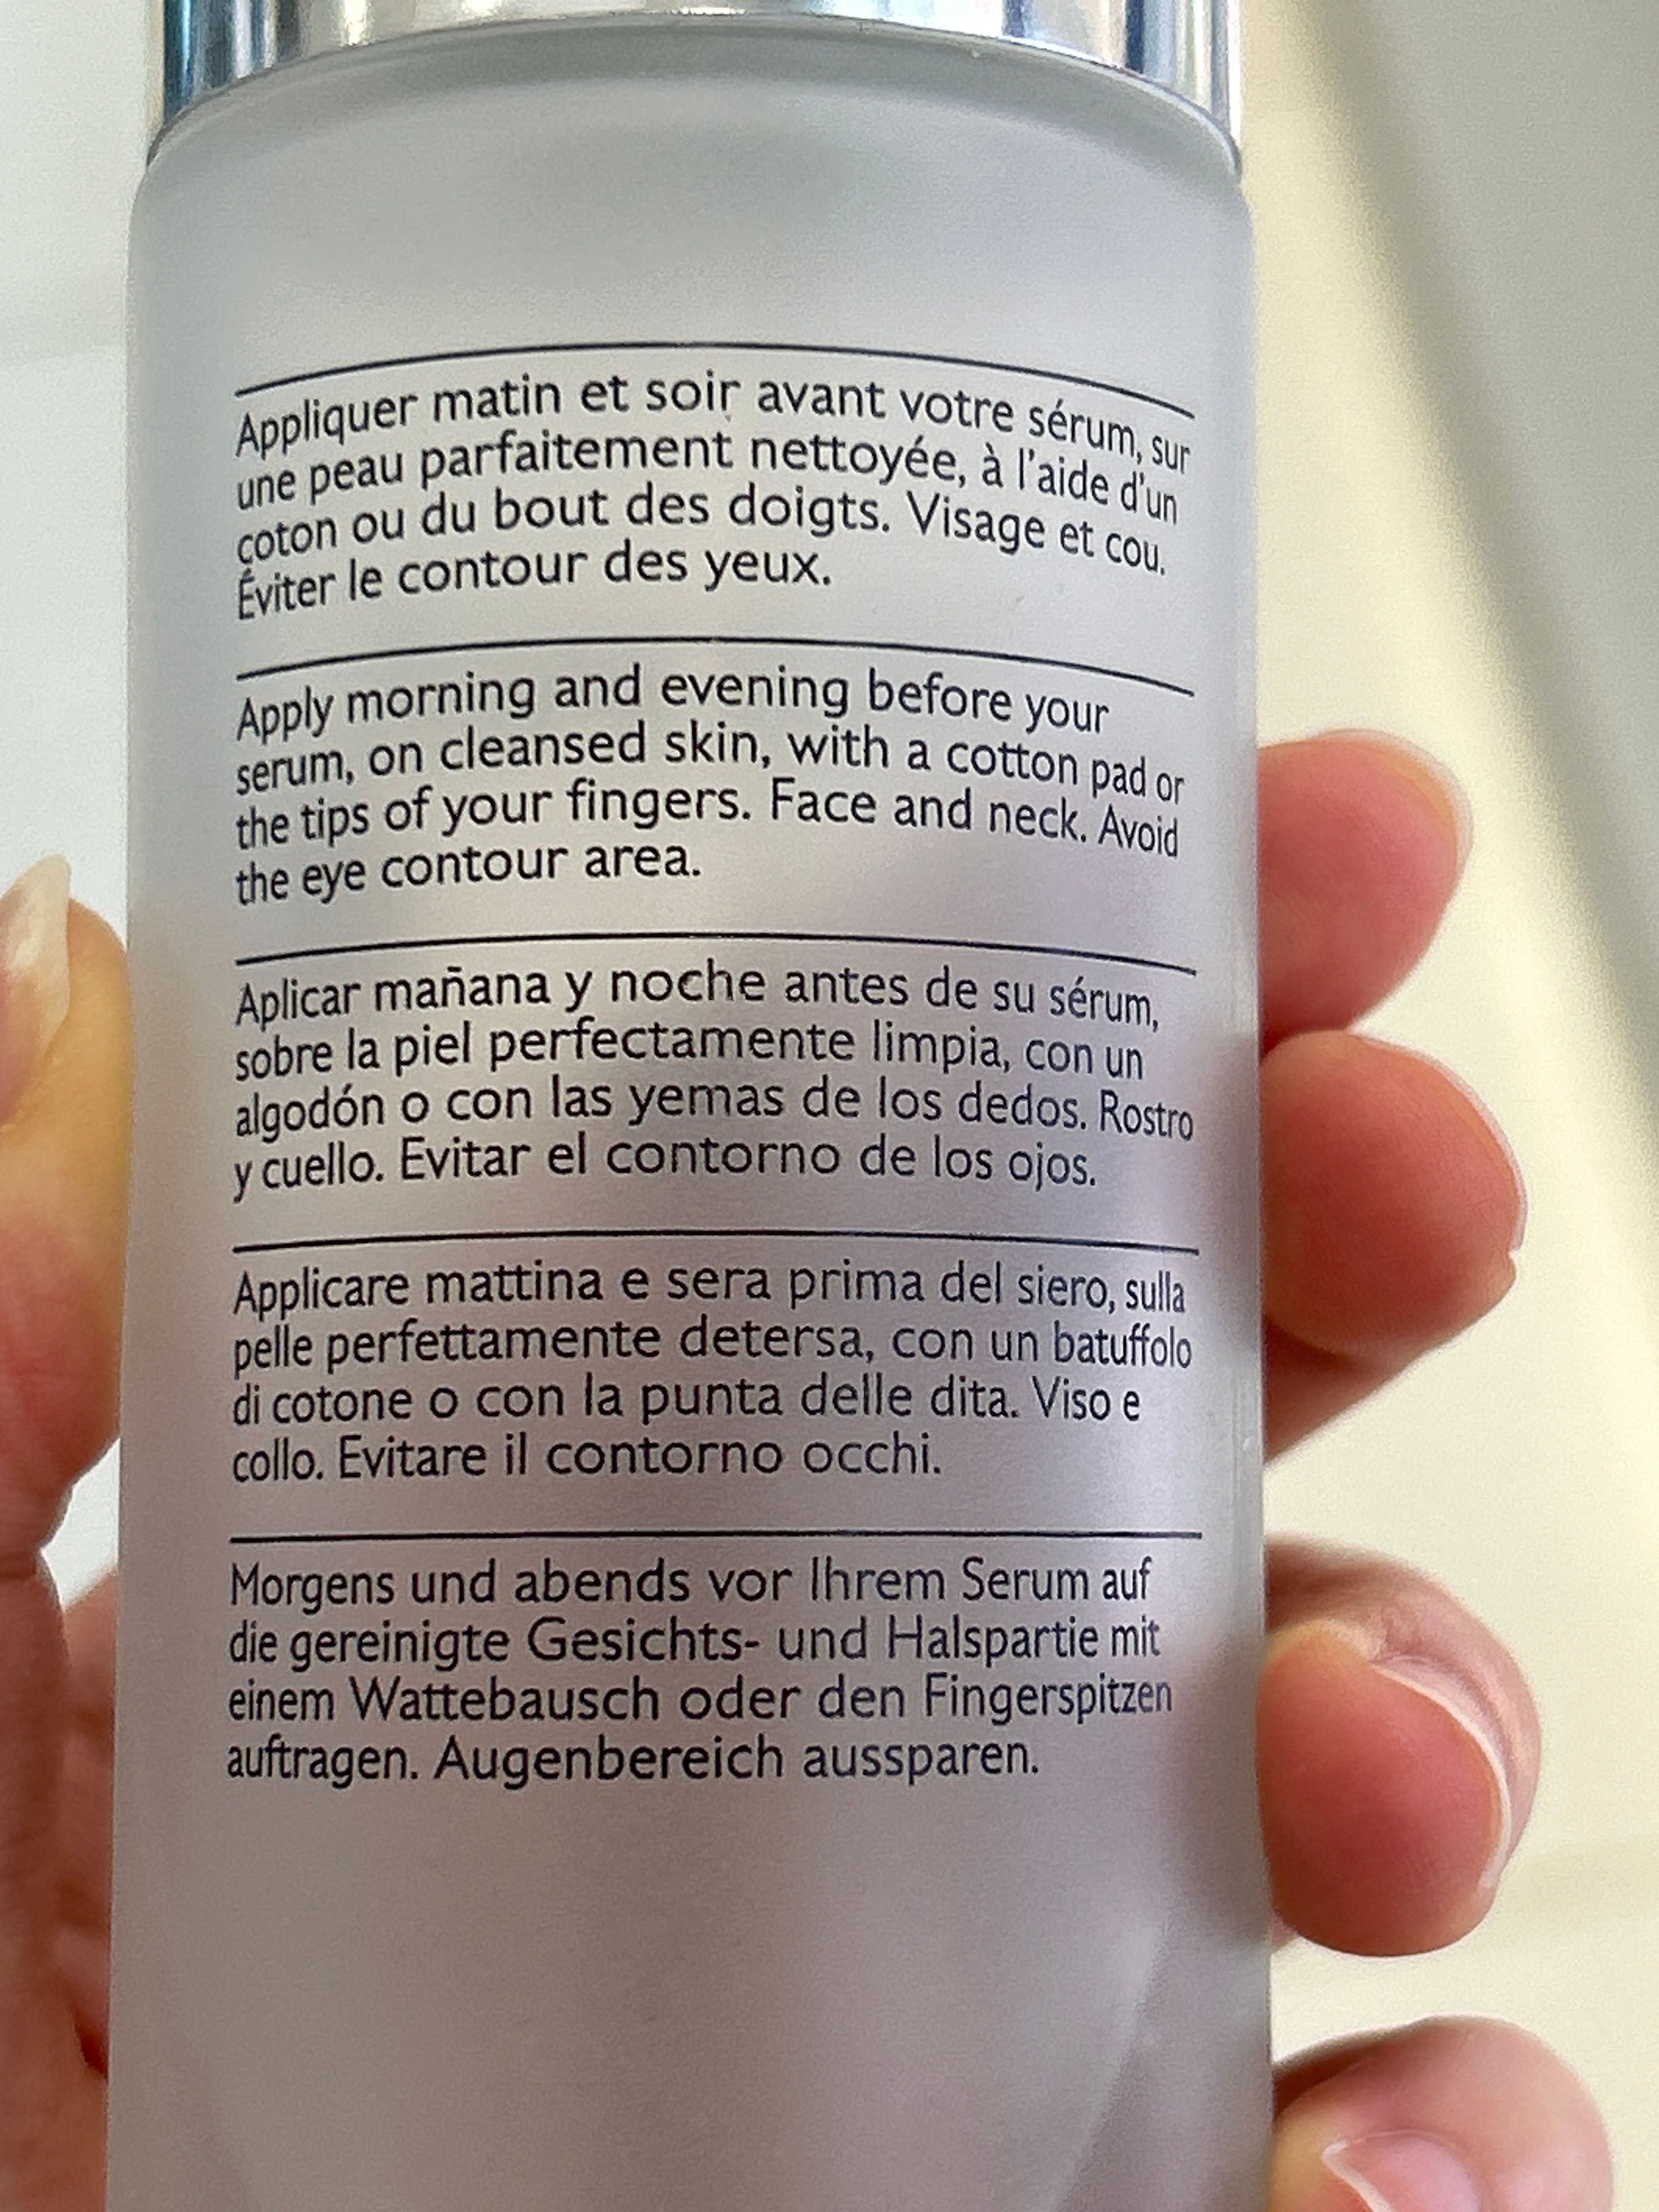 Appliquer matin et soir avant votre sérum, sur
une peau parfaitement nettoyée, à l'aide d'un
coton ou du bout des doigts. Visage et cou.
Éviter le contour des yeux.
Apply morning and evening before your
serum, on cleansed skin, with a cotton pad or
the tips of your fingers. Face and neck. Avoid
the eye contour area.
Aplicar mañana y noche antes de su sérum,
sobre la piel perfectamente limpia, con un
algodón o con las yemas de los dedos. Rostro
y cuello. Evitar el contorno de los ojos.
Applicare mattina e sera prima del siero, sulla
pelle perfettamente detersa, con un batuffolo
di cotone o con la punta delle dita. Viso e
collo. Evitare il contorno occhi.
Morgens und abends vor Ihrem Serum auf
die gereinigte Gesichts- und Halspartie mit
einem Wattebausch oder den Fingerspitzen
auftragen. Augenbereich aussparen.